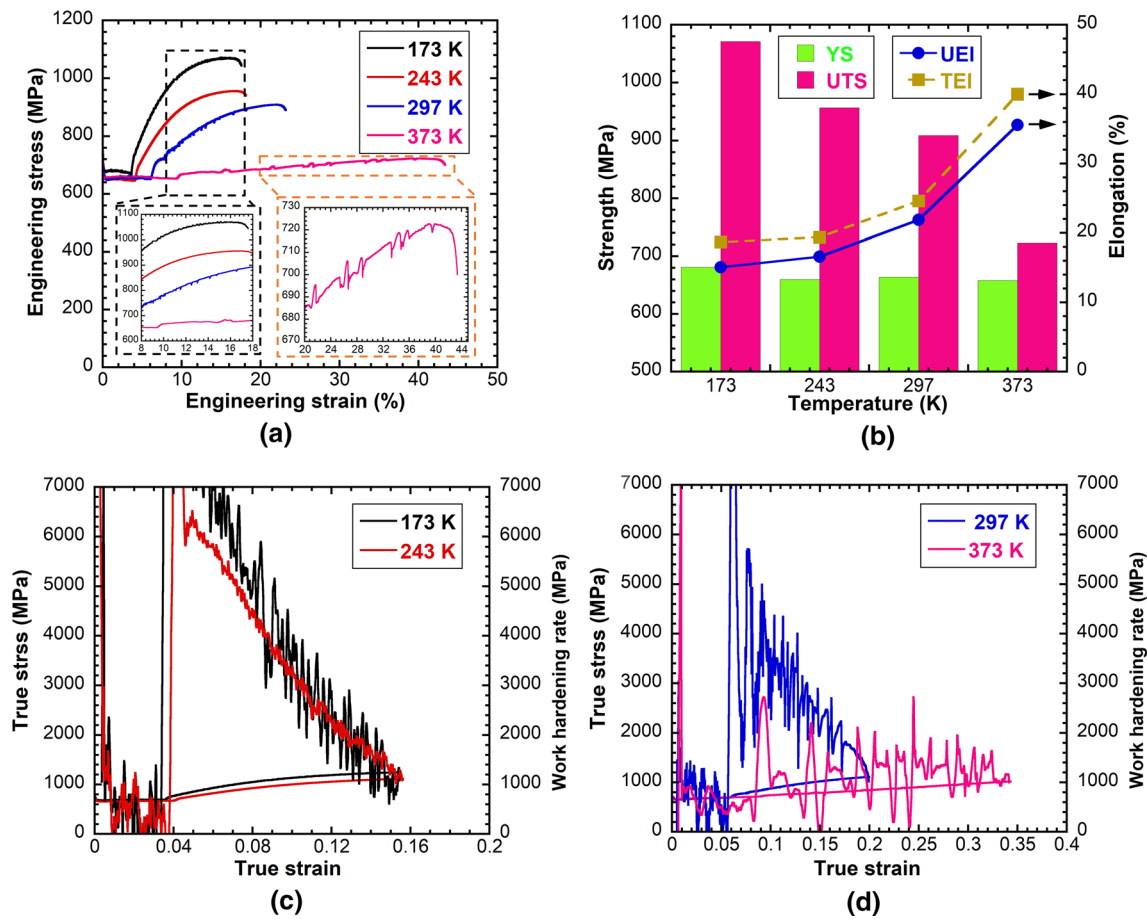 1200
1000
800
600
400
200
0
Engineering stress (MPa)
173 K
243 K
297 K
373 K
1100
1000
900
800
700
600
8 10 12 14 16 18
730
720
710
700
690
680
670
20 24 28 32 36 40 44
0 10 20 30 40 50
Engineering strain (%)
(a)
1100
1000
900
800
700
600
500
Strength (MPa)
YS
UTS
UEI
TEI
50
40
30
20
10
0
Elongation (%)
173 243 297 373
Temperature (K)
(b)
7000
6000
5000
4000
3000
2000
1000
0
True strss (MPa)
173 K
243 K
7000
6000
5000
4000
3000
2000
1000
0
Work hardening rate (MPa)
0 0.04 0.08 0.12 0.16 0.2
True strain
(c)
7000
6000
5000
4000
3000
2000
1000
0
True strss (MPa)
297 K
373 K
7000
6000
5000
4000
3000
2000
1000
0
Work hardening rate (MPa)
0 0.05 0.1 0.15 0.2 0.25 0.3 0.35 0.4
True strain
(d)